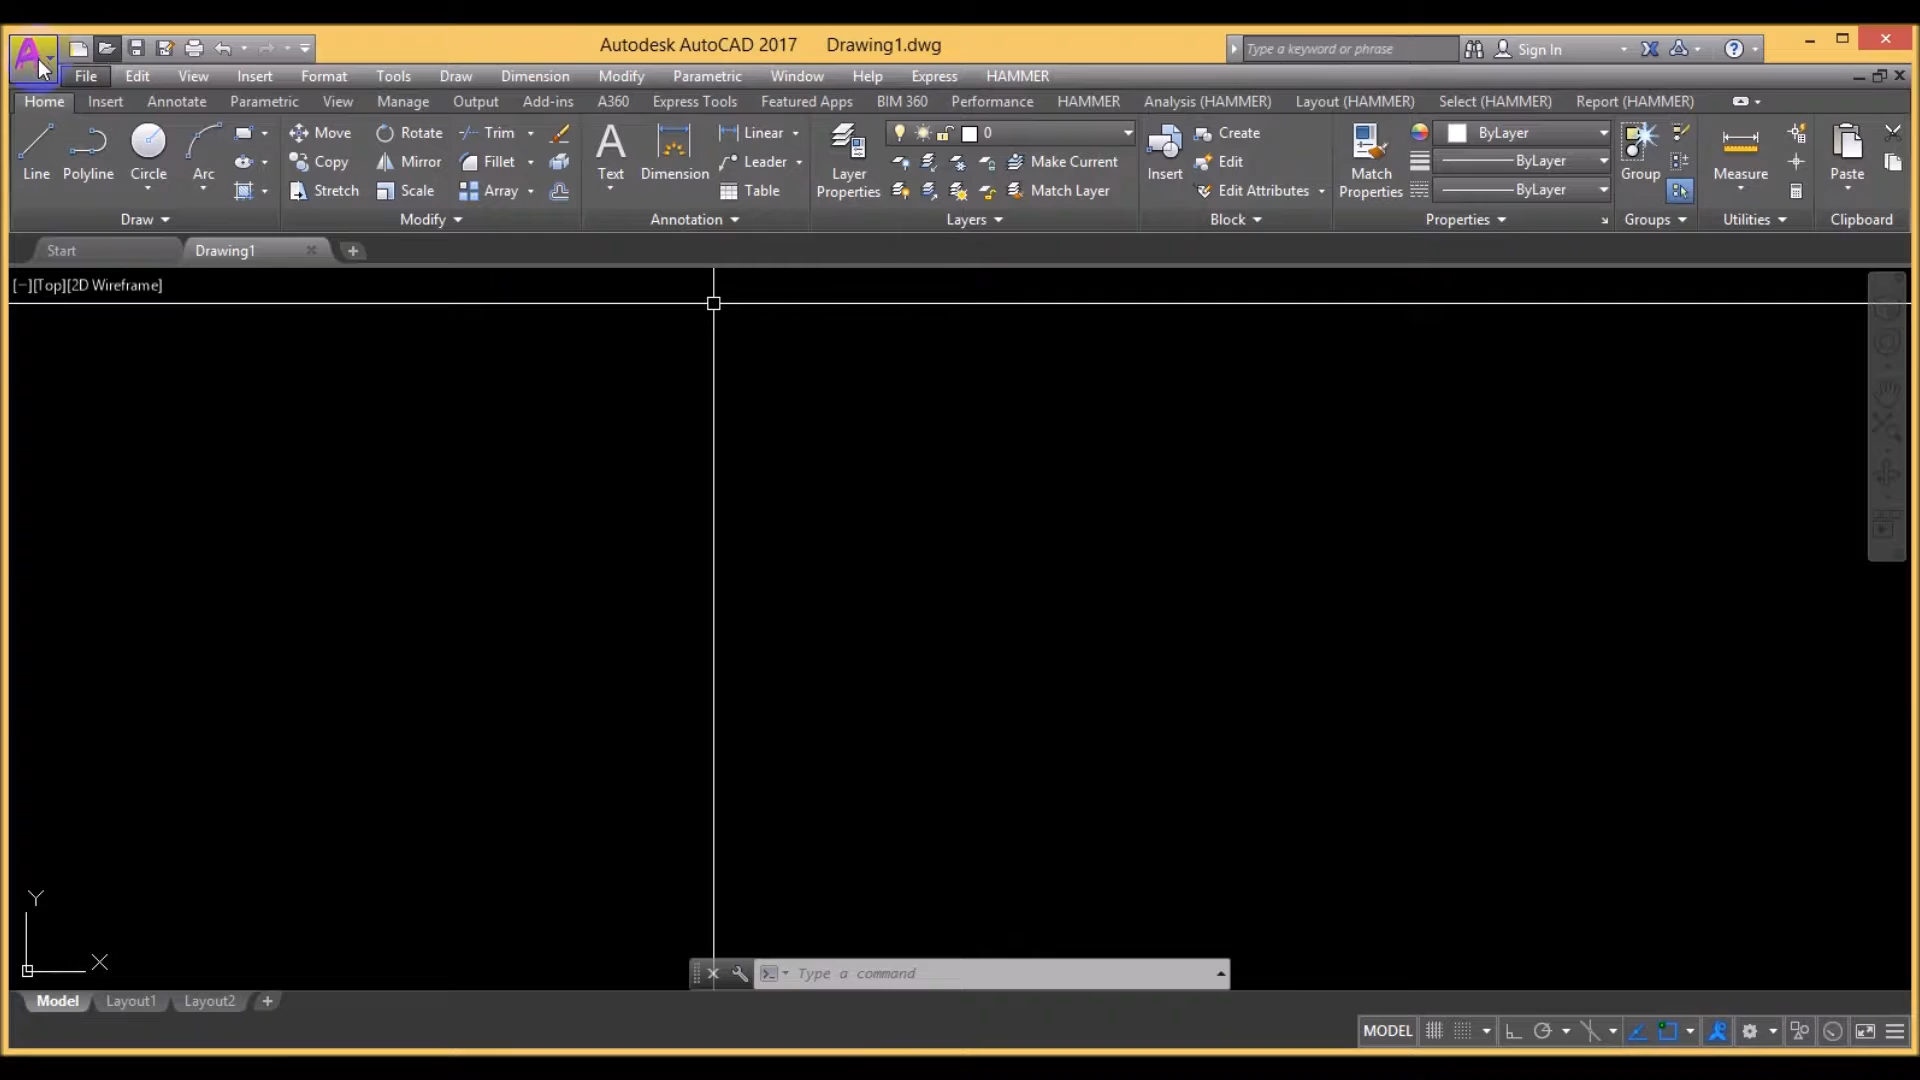 Autodesk AutoCAD 2017 Drawing1.dwg
Type a keyword or phrase
Sign In
File Edit View Insert Format Tools Draw Dimension Modify Parametric Window Help Express HAMMER
Home Insert Annotate Parametric View Manage Output Add-ins A360 Express Tools Featured Apps BIM 360 Performance HAMMER Analysis (HAMMER) Layout (HAMMER) Select (HAMMER) Report (HAMMER)
Move Rotate Trim Linear 0 Create ByLayer
Copy Mirror Fillet Leader Make Current Edit ByLayer
Line Polyline Circle Arc Text Dimension Layer Properties Insert Match Properties Group Measure Paste
Stretch Scale Array Table Match Layer Edit Attributes ByLayer
Draw Modify Annotation Layers Block Properties Groups Utilities Clipboard
Start Drawing1
[−][Top][2D Wireframe]
Y
X
Type a command
Model Layout1 Layout2
MODEL